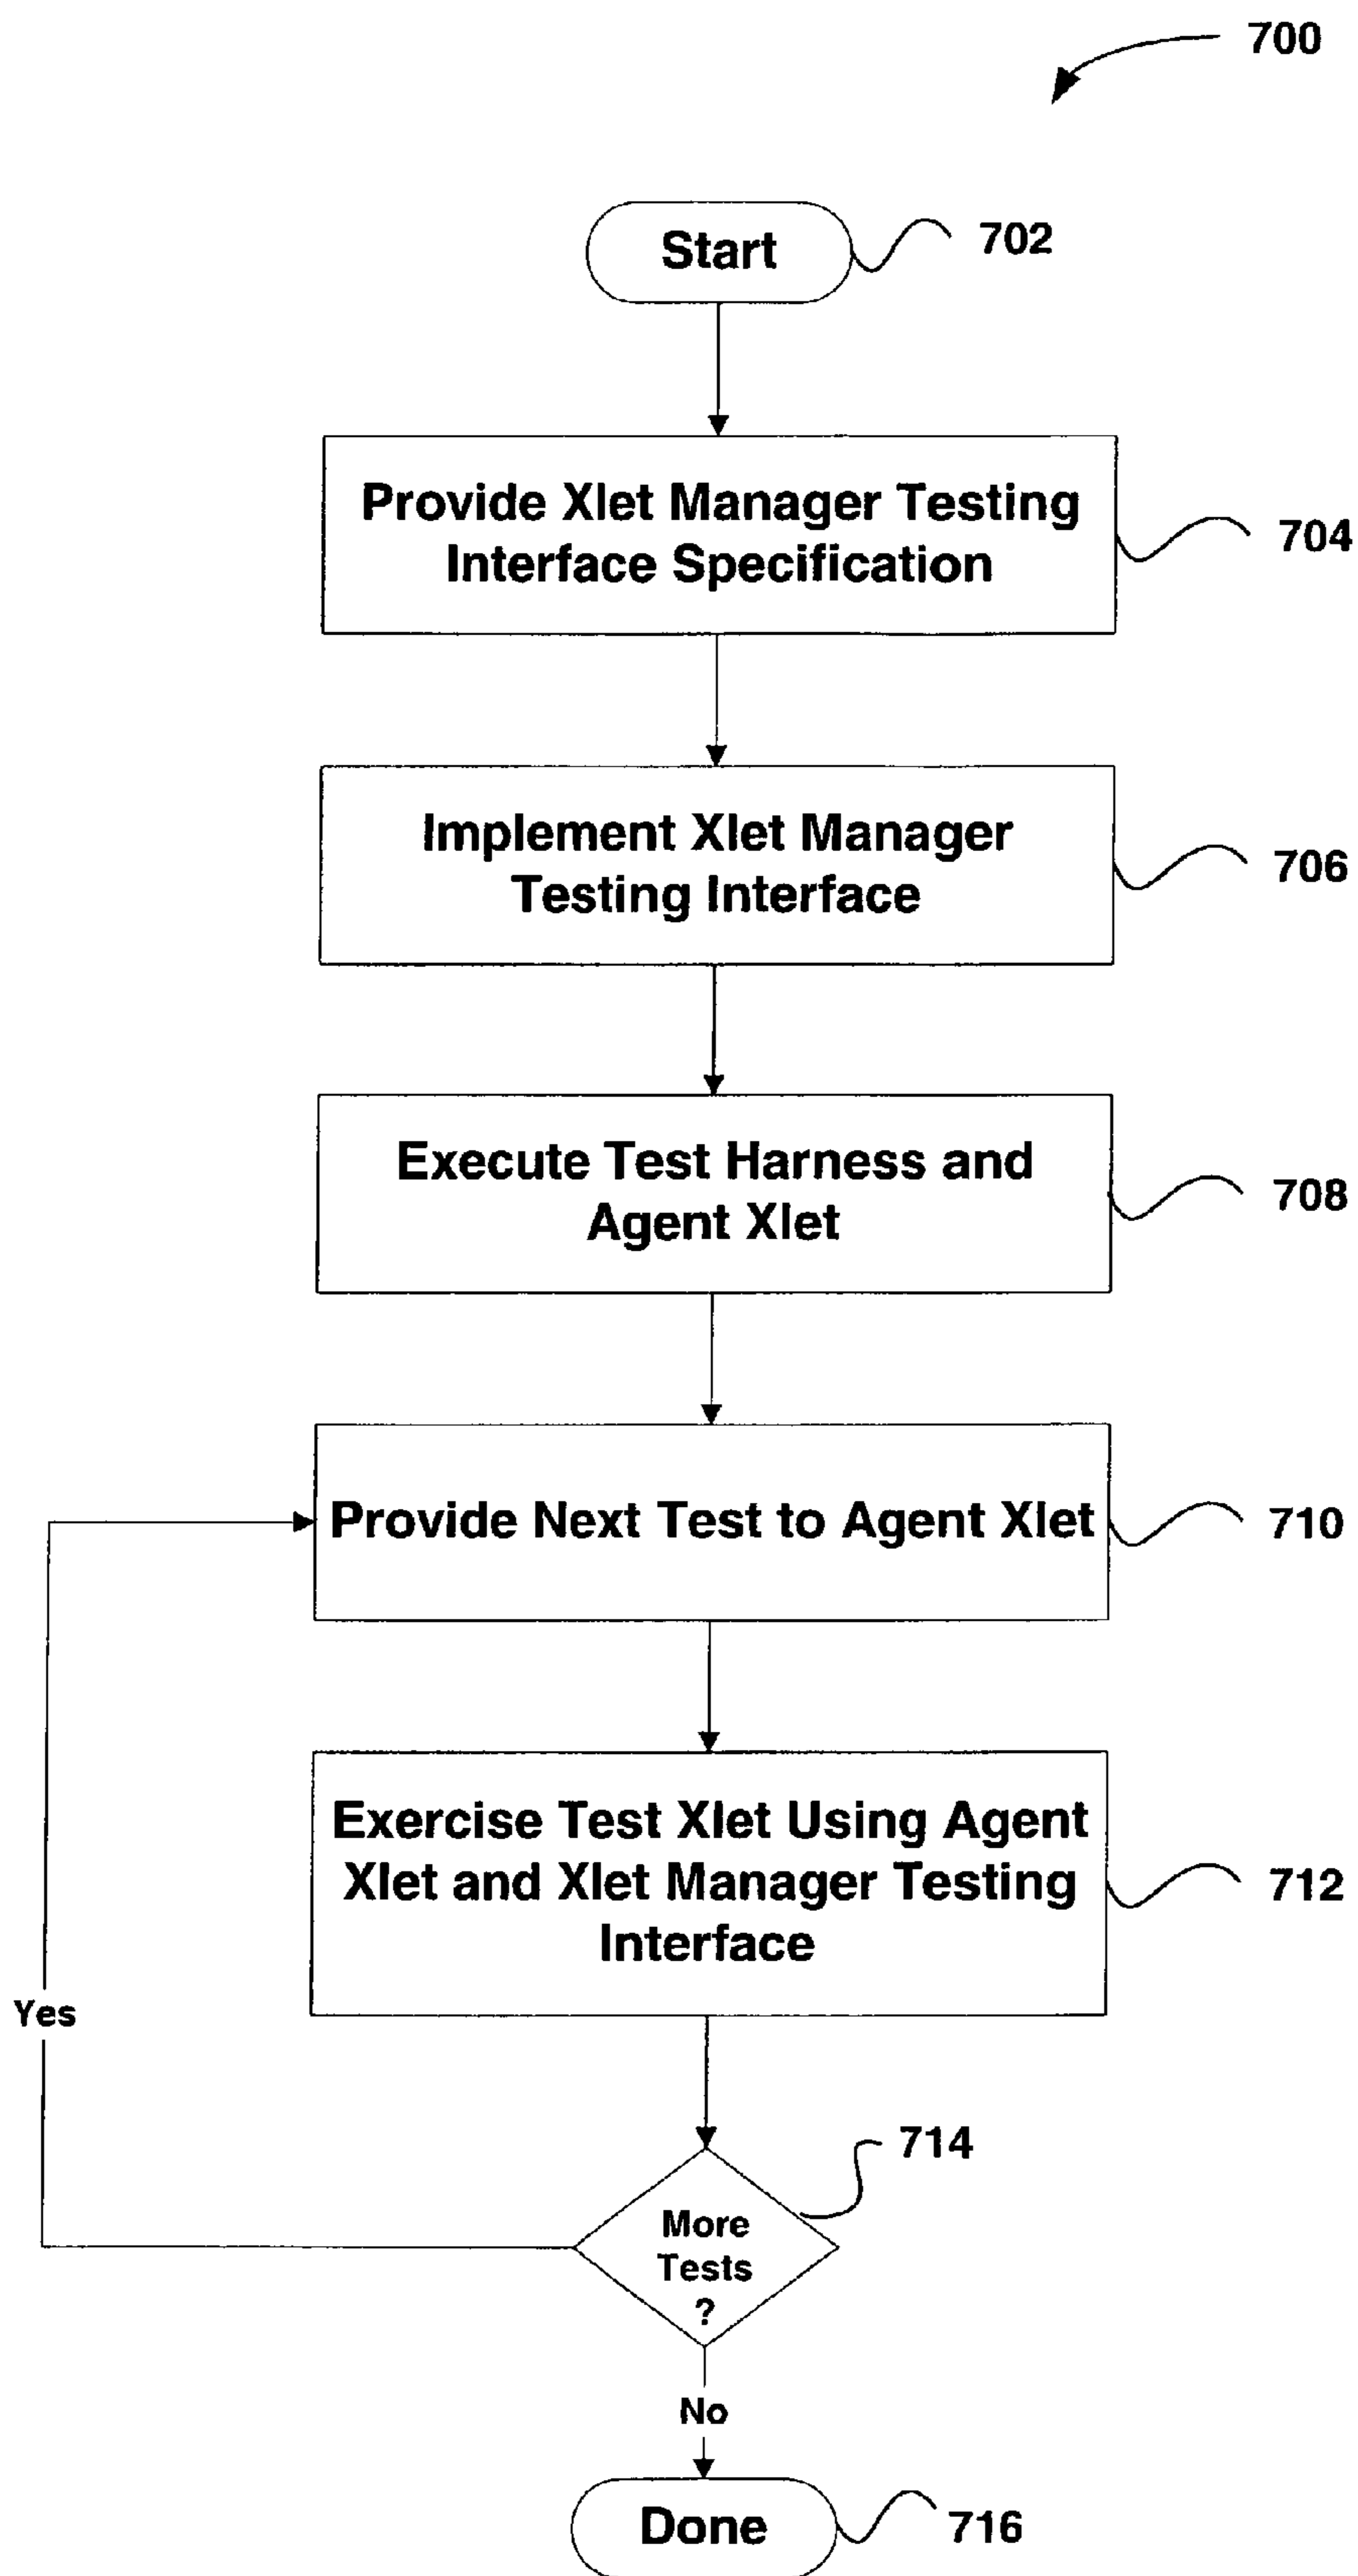 700
Start
702
Provide Xlet Manager Testing
Interface Specification
704
Implement Xlet Manager
Testing Interface
706
Execute Test Harness and
Agent Xlet
708
Provide Next Test to Agent Xlet
710
Exercise Test Xlet Using Agent
Xlet and Xlet Manager Testing
Interface
712
Yes
714
More
Tests
?
No
Done
716